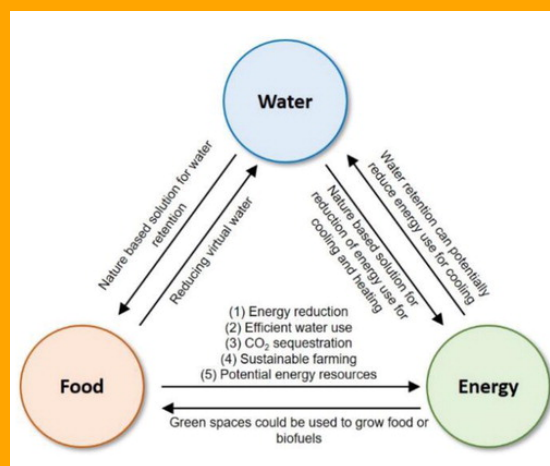 Water
Nature based solution for water
retention
Reducing virtual water
Nature based solution for
reduction of energy use for
cooling and heating
Water retention can potentially
reduce energy use for cooling
(1) Energy reduction
(2) Efficient water use
(3) CO₂ sequestration
(4) Sustainable farming
(5) Potential energy resources
Food
Energy
Green spaces could be used to grow food or
biofuels